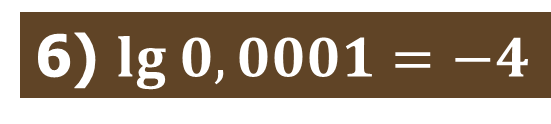 6) lg 0, 0001 = −4